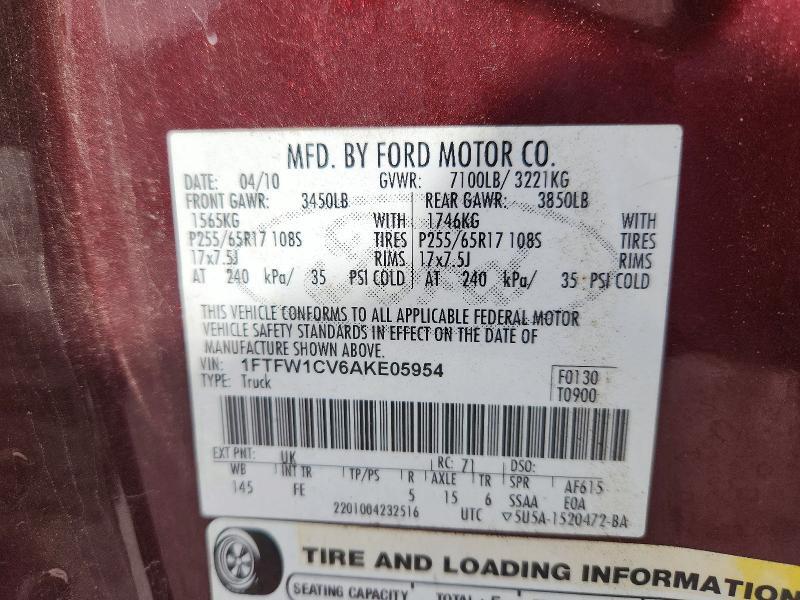 MFD. BY FORD MOTOR CO.
DATE: 04/10 GVWR: 7100LB/ 3221KG
FRONT GAWR: 3450LB REAR GAWR: 3850LB
1565KG WITH 1746KG WITH
P255/65R17 108S TIRES P255/65R17 108S TIRES
17x7.5J RIMS 17x7.5J RIMS
AT 240 kPa/ 35 PSI COLD AT 240 kPa/ 35 PSI COLD
THIS VEHICLE CONFORMS TO ALL APPLICABLE FEDERAL MOTOR
VEHICLE SAFETY STANDARDS IN EFFECT ON THE DATE OF
MANUFACTURE SHOWN ABOVE.
VIN: 1FTFW1CV6AKE05954
TYPE: Truck
F0130
T0900
EXT PNT: UK RC: 71 DSO:
WB INT TR TP/PS R AXLE TR SPR AF615
145 FE 5 15 6 SSAA E0A
2201004232516 UTC ▽5U5A-1520472-BA
TIRE AND LOADING INFORMATION
SEATING CAPACITY